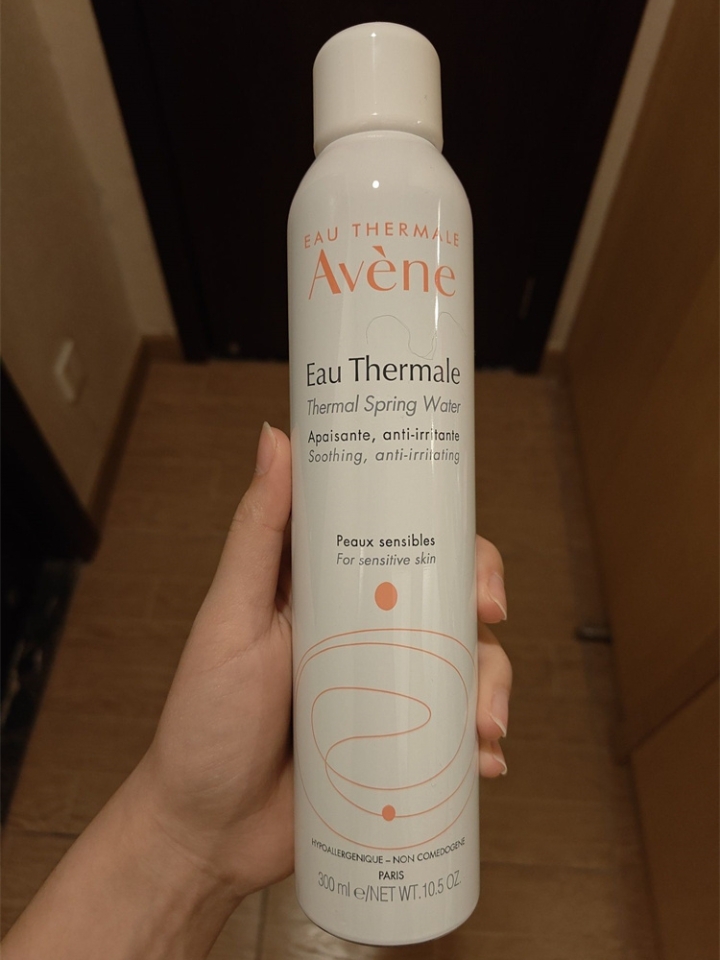 EAU THERMALE
Avène
Eau Thermale
Thermal Spring Water
Apaisante, anti-irritante
Soothing, anti-irritating
Peaux sensibles
For sensitive skin
HYPOALLERGENIQUE – NON COMEDOGENE
PARIS
300 ml e/NET WT.10.5 OZ